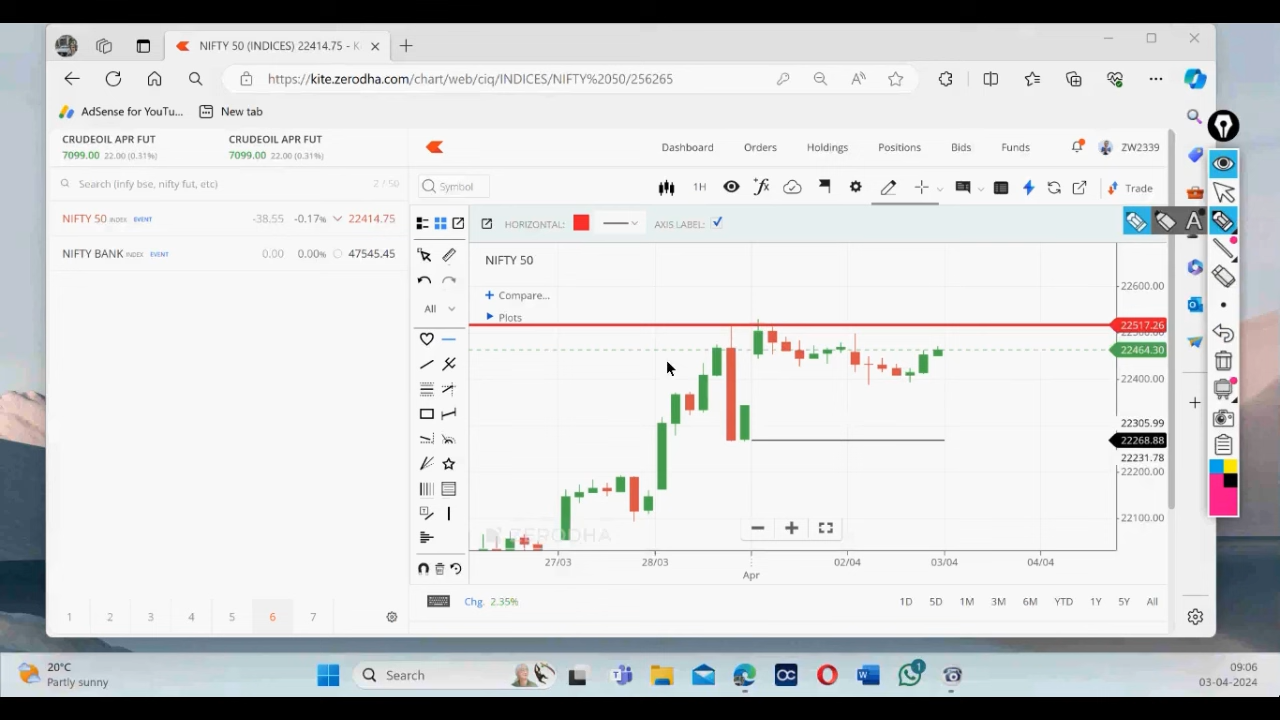 NIFTY 50 (INDICES) 22414.75 - K
https://kite.zerodha.com/chart/web/ciq/INDICES/NIFTY%2050/256265
AdSense for YouTu... New tab
CRUDEOIL APR FUT CRUDEOIL APR FUT
7099.00 22.00 (0.31%) 7099.00 22.00 (0.31%)
Dashboard Orders Holdings Positions Bids Funds ZW2339
Search (infy bse, nifty fut, etc) 2 / 50
Symbol 1H Trade
NIFTY 50 INDEX EVENT -38.55 -0.17% 22414.75
HORIZONTAL: AXIS LABEL:
A
NIFTY BANK INDEX EVENT 0.00 0.00% 47545.45
NIFTY 50
22600.00
Compare...
All
Plots
22517.26
22464.30
22400.00
22305.99
22268.88
22231.78
22200.00
22100.00
ZERODHA
27/03 28/03 Apr 02/04 03/04 04/04
Chg. 2.35% 1D 5D 1M 3M 6M YTD 1Y 5Y All
1 2 3 4 5 6 7
20°C
Partly sunny
Search
1
09:06
03-04-2024